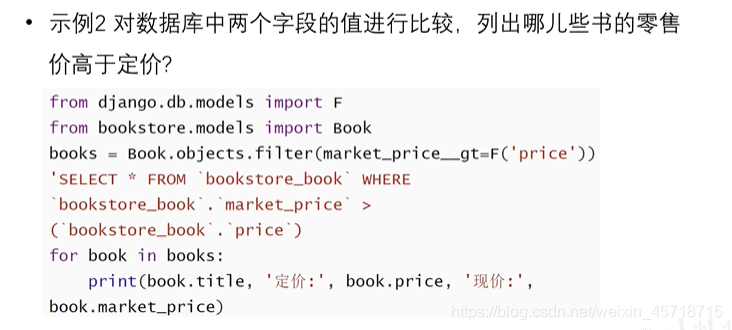 • 示例2 对数据库中两个字段的值进行比较，列出哪儿些书的零售
价高于定价?
from django.db.models import F
from bookstore.models import Book
books = Book.objects.filter(market_price__gt=F('price'))
'SELECT * FROM `bookstore_book` WHERE
`bookstore_book`.`market_price` >
(`bookstore_book`.`price`)
for book in books:
    print(book.title, '定价:', book.price, '现价:',
book.market_price)
https://blog.csdn.net/weixin_45718715